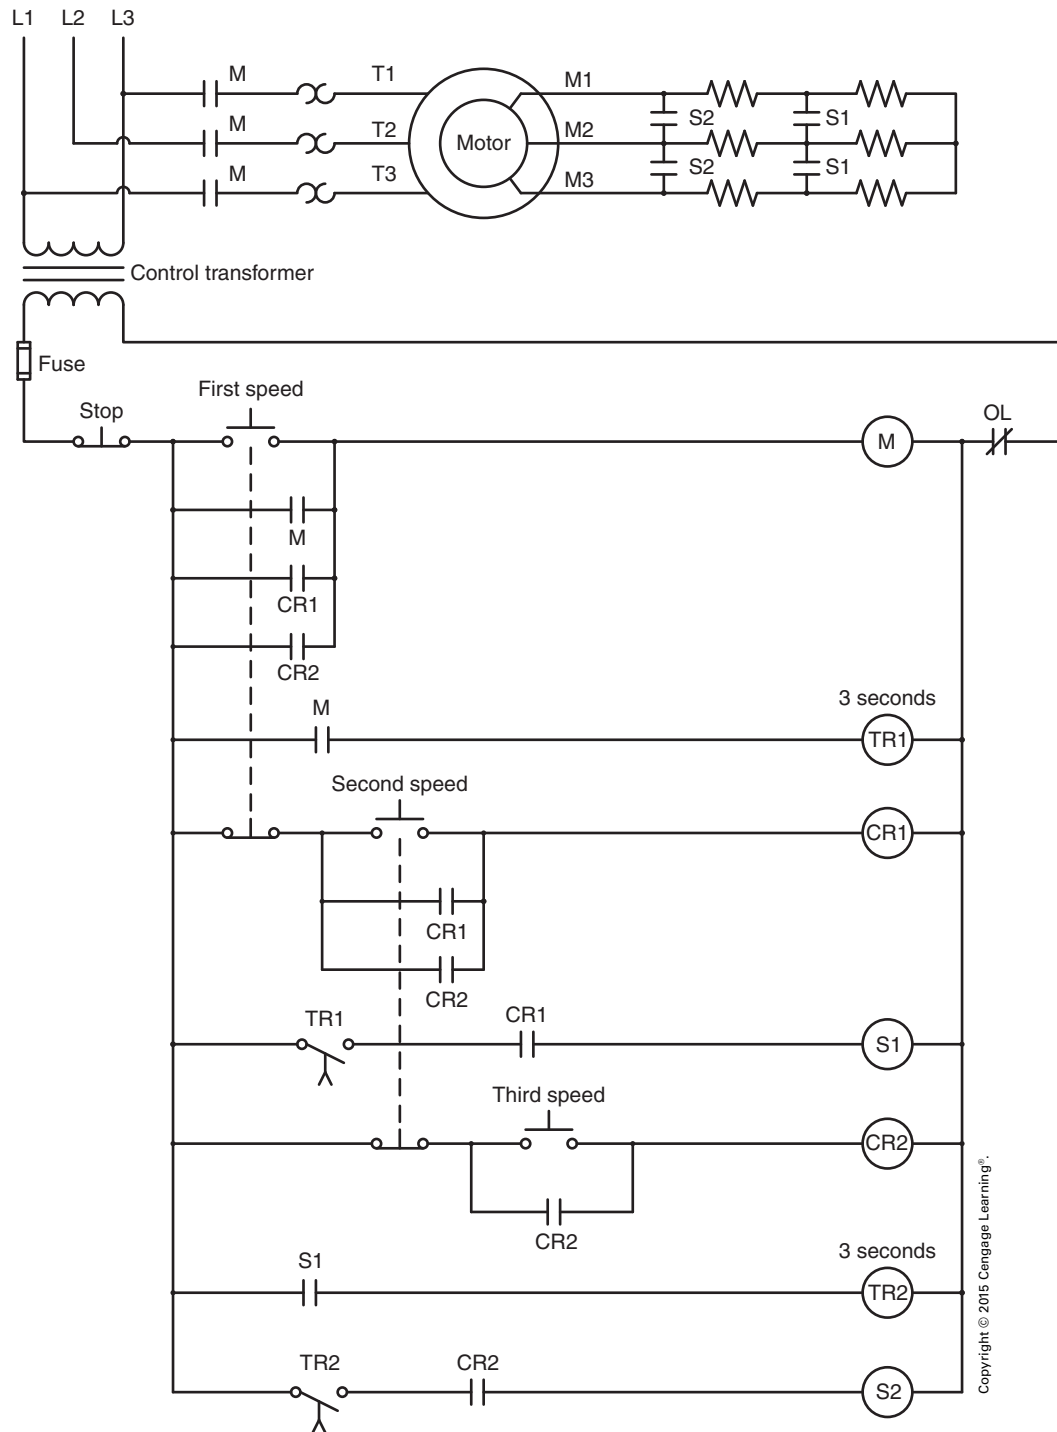 L1 L2 L3
M T1 M1
S2 S1
M T2 Motor M2
S2 S1
M T3 M3
Control transformer
Fuse
First speed
Stop
OL
M
M
CR1
CR2
3 seconds
M
TR1
Second speed
CR1
CR1
CR2
TR1 CR1
S1
Third speed
CR2
CR2
3 seconds
S1
TR2
TR2 CR2
S2
Copyright © 2015 Cengage Learning®.